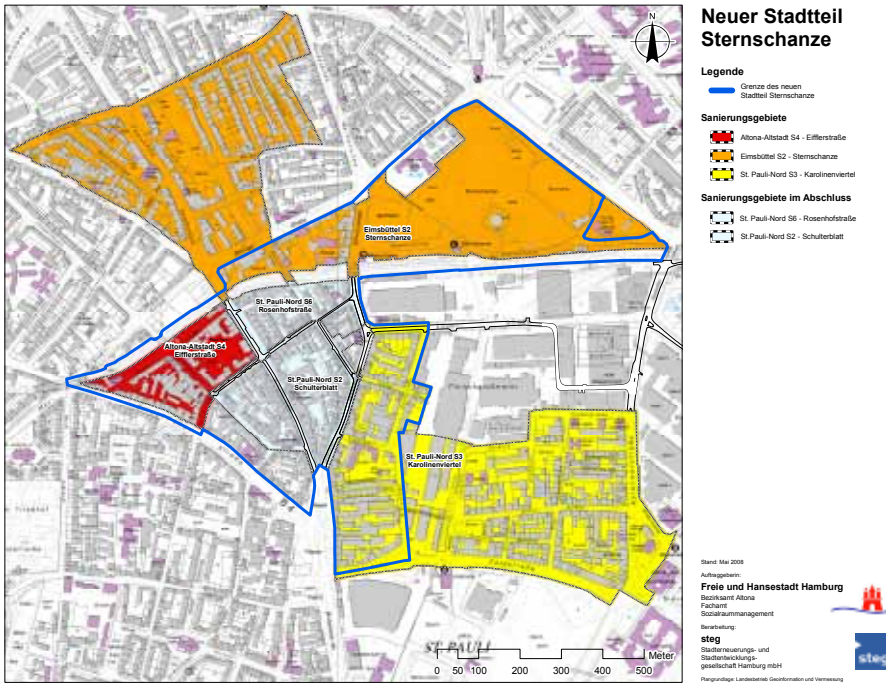 Neuer Stadtteil
Sternschanze
Legende
Grenze des neuen
Stadtteil Sternschanze
Sanierungsgebiete
Altona-Altstadt S4 - Eifflerstraße
Eimsbüttel S2 - Sternschanze
St. Pauli-Nord S3 - Karolinenviertel
Sanierungsgebiete im Abschluss
St. Pauli-Nord S6 - Rosenhofstraße
St.Pauli-Nord S2 - Schulterblatt
N
Eimsbüttel S2
Sternschanze
St. Pauli-Nord S6
Rosenhofstraße
Altona-Altstadt S4
Eifflerstraße
St.Pauli-Nord S2
Schulterblatt
St. Pauli-Nord S3
Karolinenviertel
ST. PAULI
Meter
0 50 100 200 300 400 500
Stand: Mai 2008
Auftraggeberin:
Freie und Hansestadt Hamburg
Bezirksamt Altona
Fachamt
Sozialraummanagement
Bearbeitung:
steg
Stadterneuerungs- und
Stadtentwicklungs-
gesellschaft Hamburg mbH
steg
Plangrundlage: Landesbetrieb Geoinformation und Vermessung